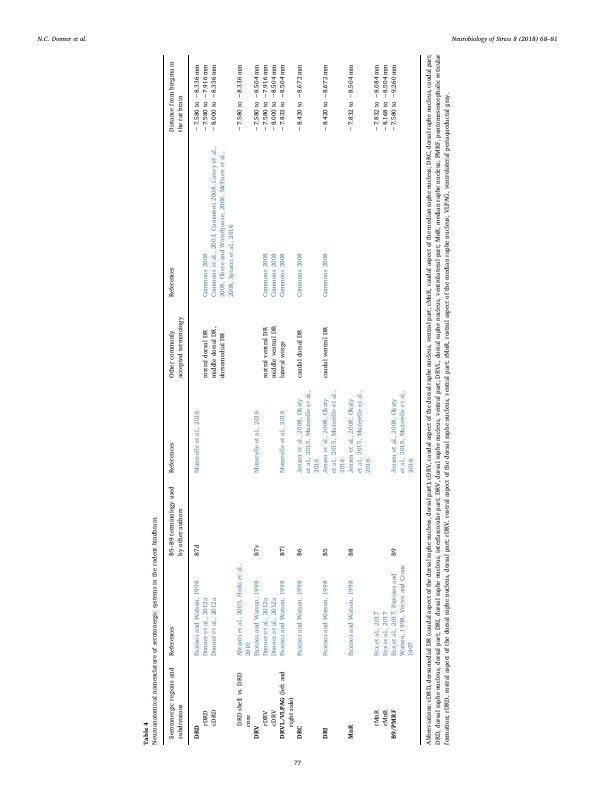 N.C. Donner et al.
Neurobiology of Stress 8 (2018) 68–81
Table 4
Neuroanatomical nomenclature of serotonergic systems in the rodent hindbrain.
Serotonergic regions and References B5-B9 terminology used References Other commonly References Distance from bregma in
subdivisions by other authors accepted terminology the rat brain
DRD Paxinos and Watson, 1998 B7d Muzerelle et al., 2016 −7.580 to −8.336 mm
rDRD Donner et al., 2012a rostral dorsal DR Commons 2008 −7.580 to −7.916 mm
cDRD Donner et al., 2012a middle dorsal DR, Commons et al., 2003, Commons 2008, Lowry et al., −8.000 to −8.336 mm
dorsomedial DR 2008, Okere and Waterhouse, 2006, McEuen et al.,
2008, Spiacci et al., 2016
DRD shell vs. DRD Abrams et al., 2005, Hioki et al., −7.580 to −8.336 mm
core 2010
DRV Paxinos and Watson, 1998 B7v Muzerelle et al., 2016 −7.580 to −8.504 mm
rDRV Donner et al., 2012a rostral ventral DR Commons 2008 −7.580 to −7.916 mm
cDRV Donner et al., 2012a middle ventral DR Commons 2008 −8.000 to −8.504 mm
DRVL/VLPAG (left and Paxinos and Watson, 1998 B7l Muzerelle et al., 2016 lateral wings Commons 2008 −7.832 to −8.504 mm
right side)
DRC Paxinos and Watson, 1998 B6 Jensen et al., 2008, Okaty caudal dorsal DR Commons 2008 −8.420 to −8.672 mm
et al., 2015, Muzerelle et al.,
2016
DRI Paxinos and Watson, 1998 B5 Jensen et al., 2008, Okaty caudal ventral DR Commons 2008 −8.420 to −8.672 mm
et al., 2015, Muzerelle et al.,
2016
MnR Paxinos and Watson, 1998 B8 Jensen et al., 2008, Okaty −7.832 to −8.504 mm
et al., 2015, Muzerelle et al.,
2016
rMnR Fox et al., 2017 −7.832 to −8.084 mm
cMnR Fox et al., 2017 −8.168 to −8.504 mm
B9/PMRF Fox et al., 2017, Paxinos and B9 Jensen et al., 2008, Okaty −7.580 to −9.260 mm
Watson, 1998, Vertes and Crane et al., 2015, Muzerelle et al.,
1997 2016
Abbreviations: cDRD, dorsomedial DR (caudal aspect of the dorsal raphe nucleus, dorsal part); cDRV, caudal aspect of the dorsal raphe nucleus, ventral part; cMnR, caudal aspect of the median raphe nucleus; DRC, dorsal raphe nucleus, caudal part;
DRD, dorsal raphe nucleus, dorsal part; DRI, dorsal raphe nucleus, interfascicular part; DRV, dorsal raphe nucleus, ventral part; DRVL, dorsal raphe nucleus, ventrolateral part; MnR, median raphe nucleus; PMRF, pontomesencephalic reticular
formation; rDRD, rostral aspect of the dorsal raphe nucleus, dorsal part; rDRV, rostral aspect of the dorsal raphe nucleus, ventral part; rMnR, rostral aspect of the median raphe nucleus; VLPAG, ventrolateral periaqueductal gray.
77